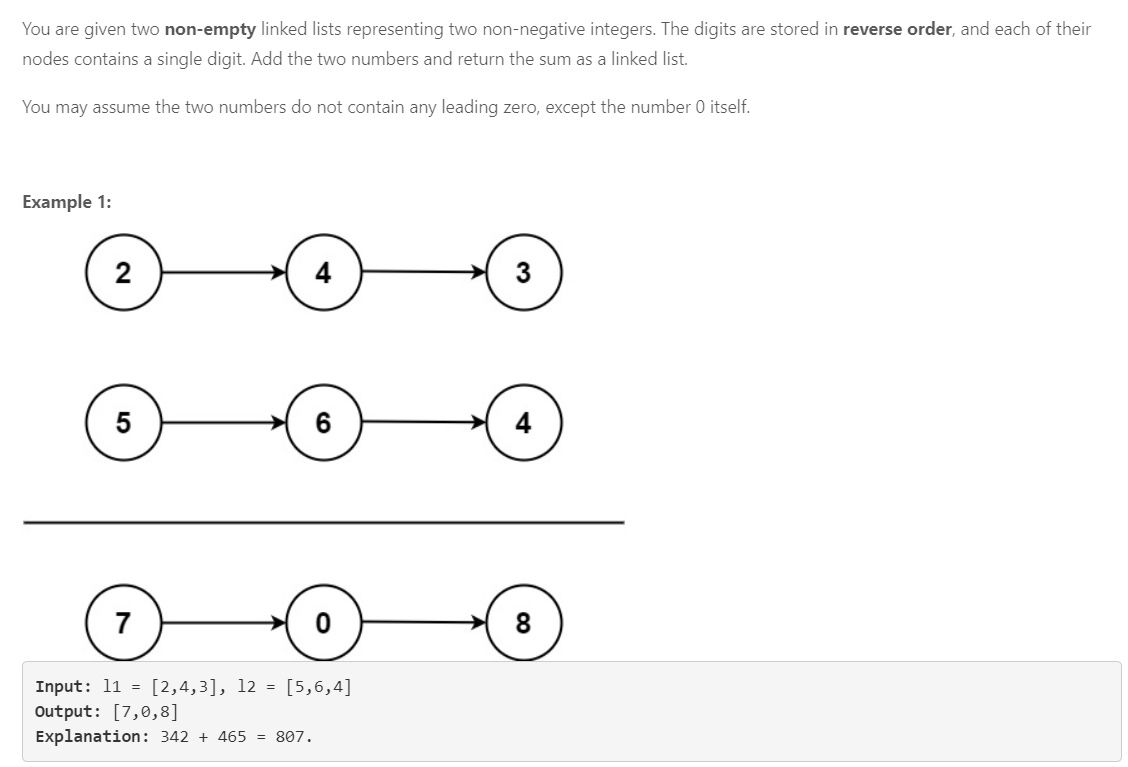 You are given two non-empty linked lists representing two non-negative integers. The digits are stored in reverse order, and each of their
nodes contains a single digit. Add the two numbers and return the sum as a linked list.
You may assume the two numbers do not contain any leading zero, except the number 0 itself.
Example 1:
2 4 3
5 6 4
7 0 8
Input: l1 = [2,4,3], l2 = [5,6,4]
Output: [7,0,8]
Explanation: 342 + 465 = 807.